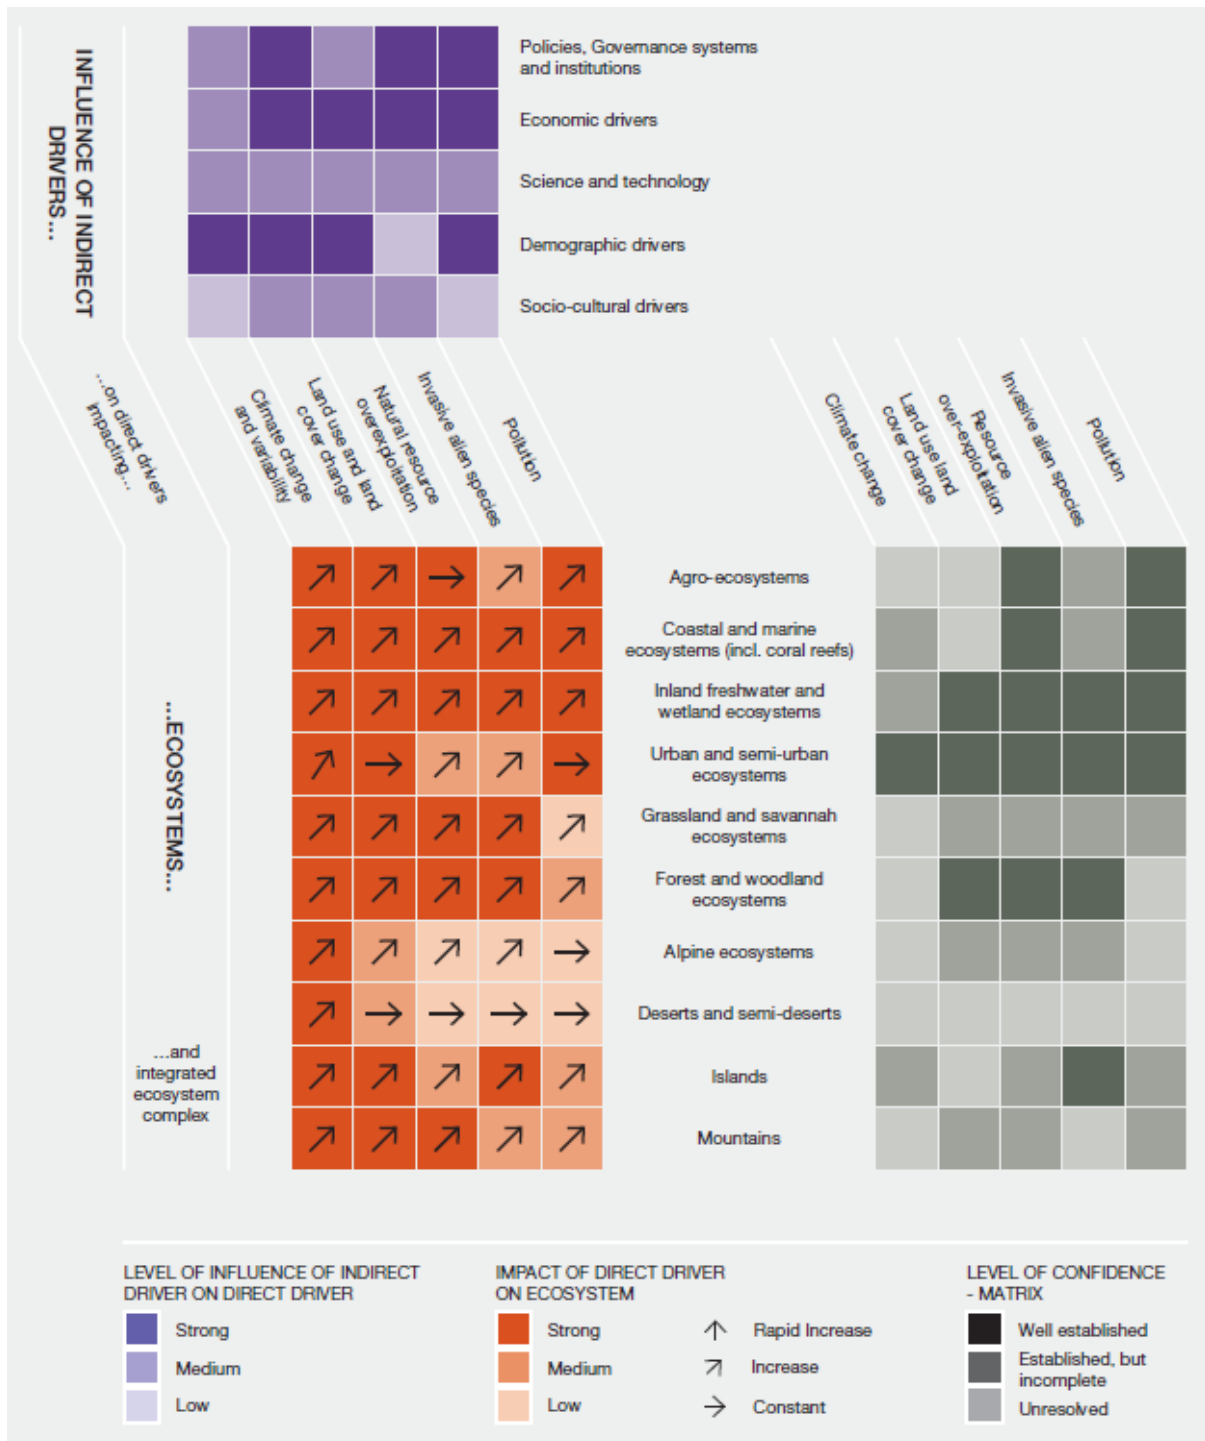 INFLUENCE OF INDIRECT
DRIVERS...
Policies, Governance systems
and institutions
Economic drivers
Science and technology
Demographic drivers
Socio-cultural drivers
...on direct drivers
impacting...
Climate change
and variability
Land use and land
cover change
Natural resource
overexploitation
Invasive alien species
Pollution
Climate change
Land use land
cover change
Resource
over-exploitation
Invasive alien species
Pollution
...ECOSYSTEMS...
Agro-ecosystems
Coastal and marine
ecosystems (incl. coral reefs)
Inland freshwater and
wetland ecosystems
Urban and semi-urban
ecosystems
Grassland and savannah
ecosystems
Forest and woodland
ecosystems
Alpine ecosystems
Deserts and semi-deserts
...and
integrated
ecosystem
complex
Islands
Mountains
LEVEL OF INFLUENCE OF INDIRECT
DRIVER ON DIRECT DRIVER
Strong
Medium
Low
IMPACT OF DIRECT DRIVER
ON ECOSYSTEM
Strong
Medium
Low
Rapid Increase
Increase
Constant
LEVEL OF CONFIDENCE
- MATRIX
Well established
Established, but
incomplete
Unresolved